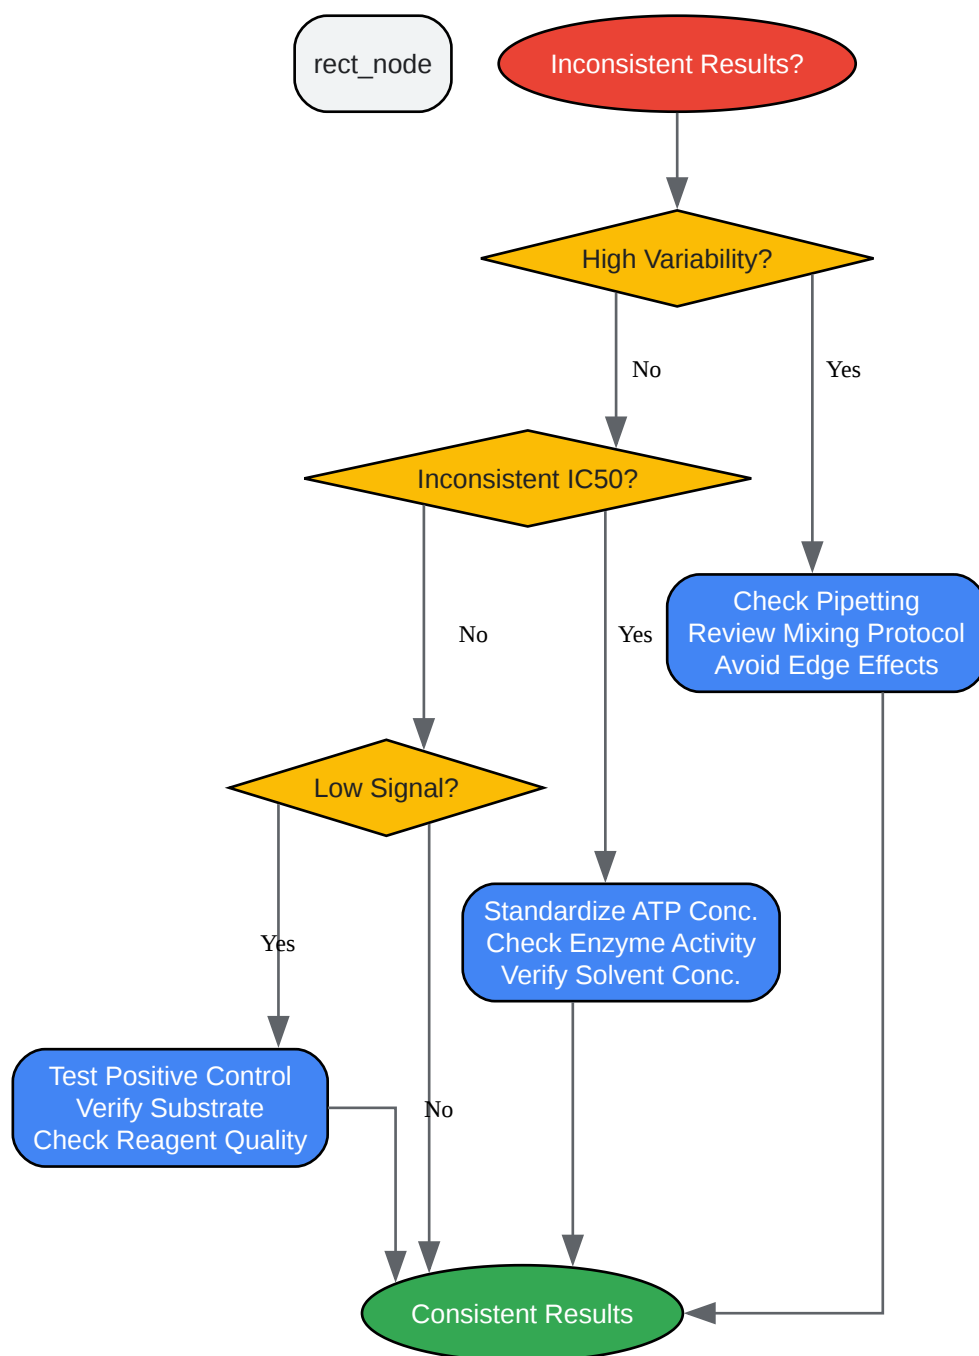 rect_node
Inconsistent Results?
High Variability?
No
Yes
Inconsistent IC50?
Check Pipetting
Review Mixing Protocol
Avoid Edge Effects
No
Yes
Low Signal?
Standardize ATP Conc.
Check Enzyme Activity
Verify Solvent Conc.
Yes
Test Positive Control
Verify Substrate
Check Reagent Quality
No
Consistent Results